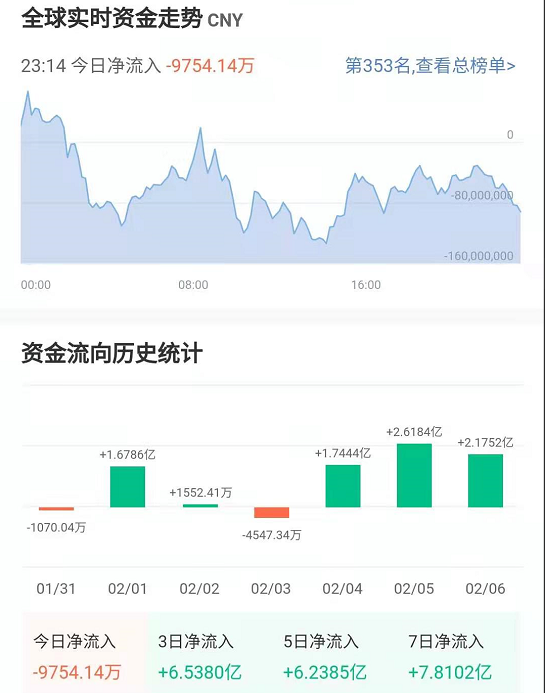 全球实时资金走势 CNY
23:14 今日净流入 -9754.14万 第353名,查看总榜单>
0
-80,000,000
-160,000,000
00:00 08:00 16:00
资金流向历史统计
+2.6184亿
+2.1752亿
+1.6786亿 +1.7444亿
+1552.41万
-1070.04万 -4547.34万
01/31 02/01 02/02 02/03 02/04 02/05 02/06
今日净流入 3日净流入 5日净流入 7日净流入
-9754.14万 +6.5380亿 +6.2385亿 +7.8102亿